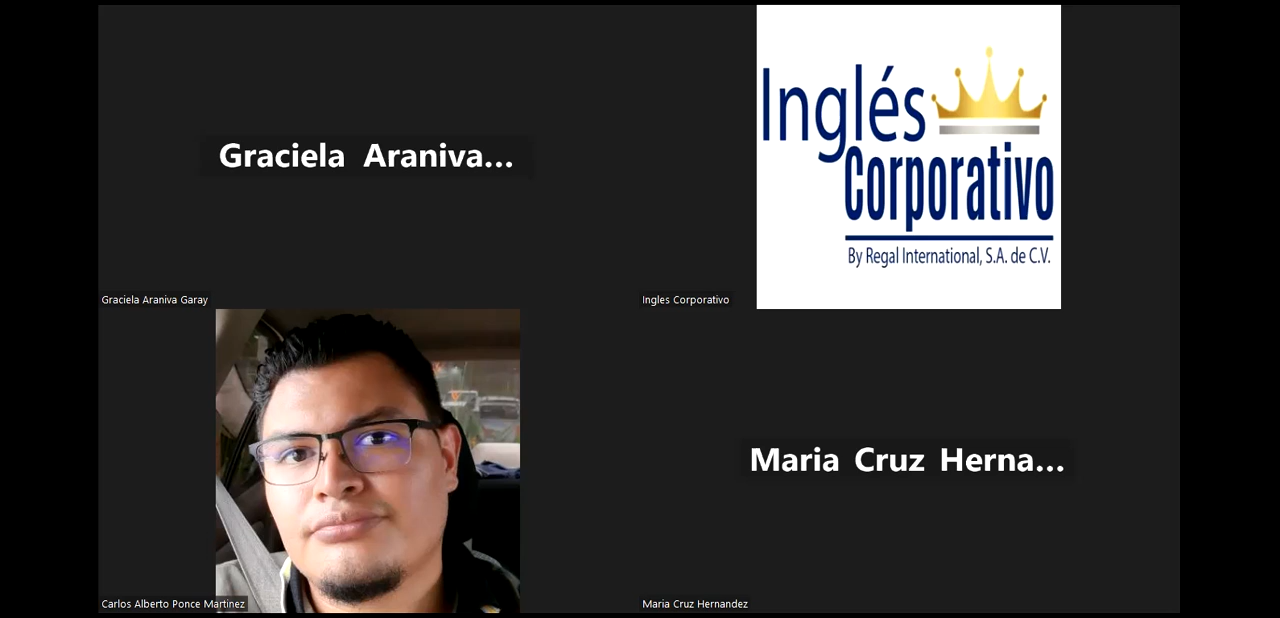 Graciela Araniva...
Graciela Araniva Garay
Inglés
Corporativo
By Regal International, S.A. de C.V.
Ingles Corporativo
Carlos Alberto Ponce Martinez
Maria Cruz Herna...
Maria Cruz Hernandez